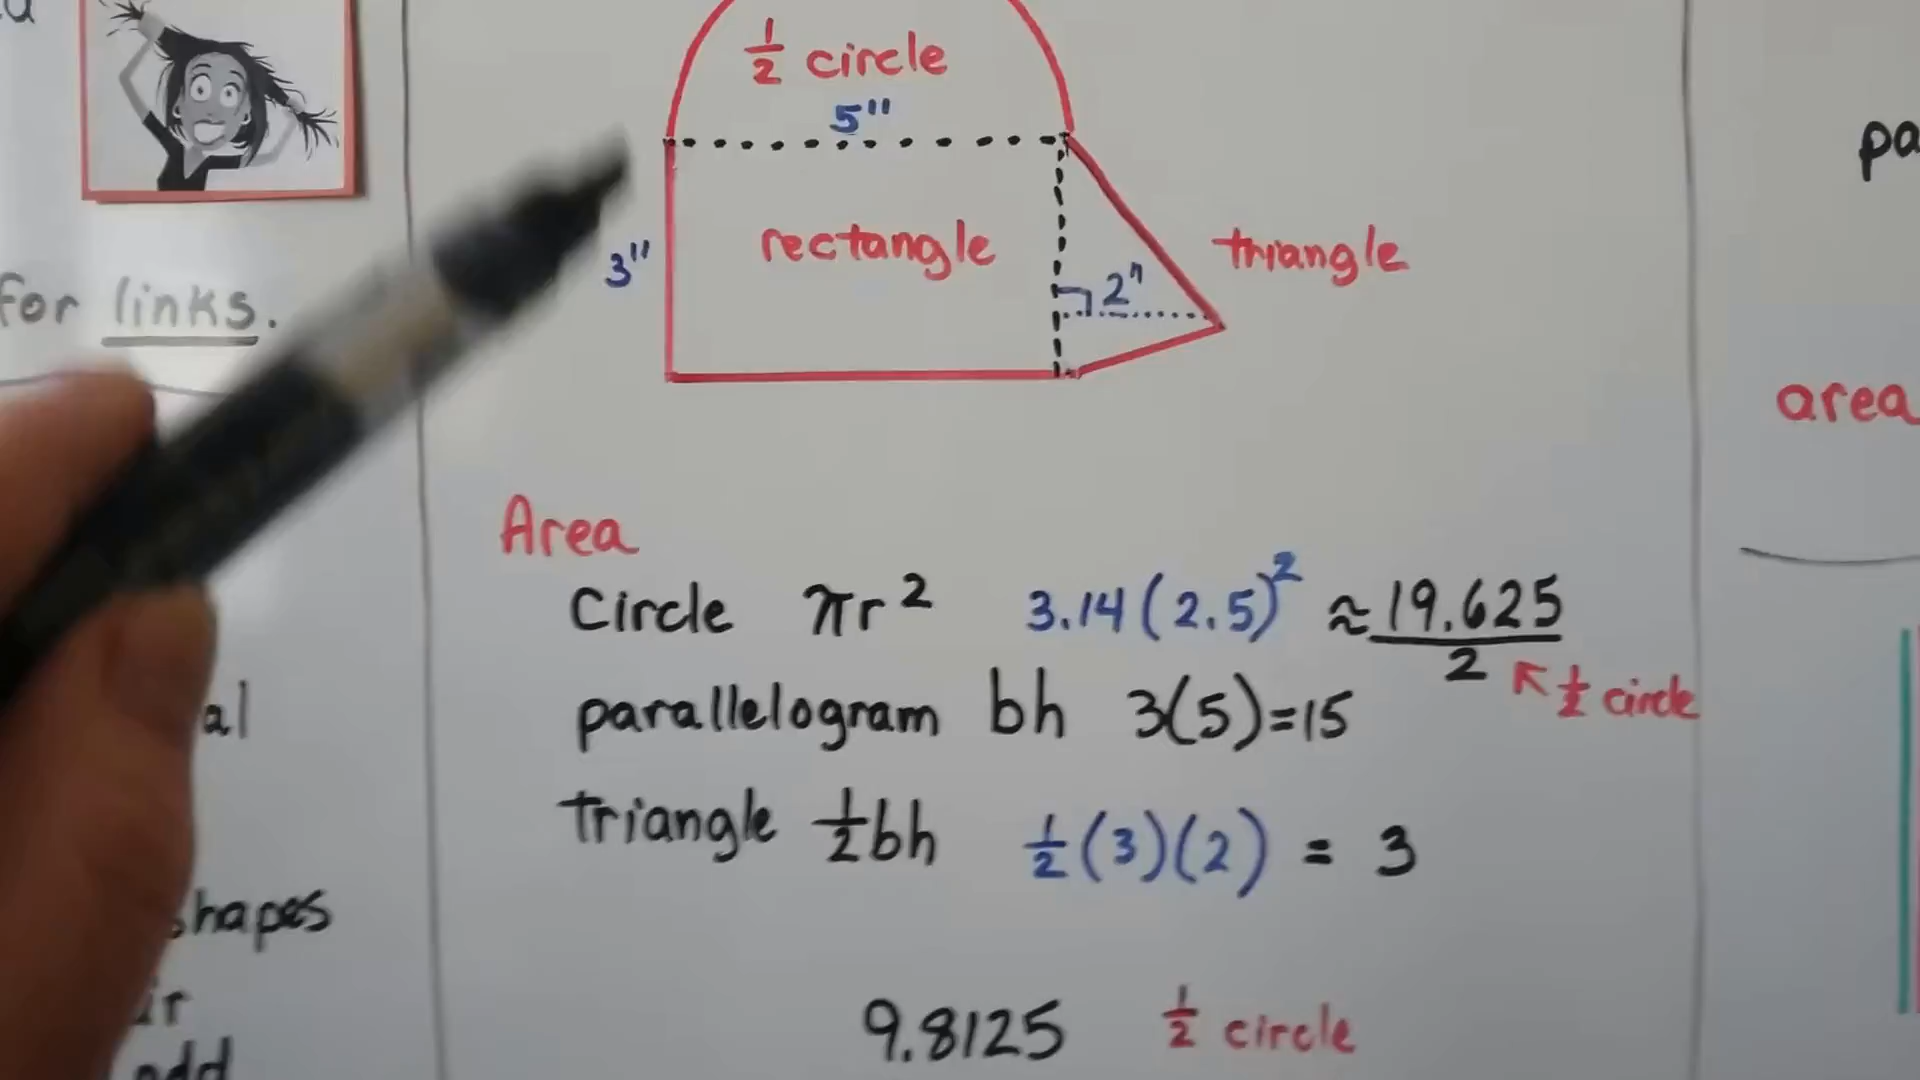 ½ circle
5"
rectangle
3"
2"
triangle
for links.
pa
area
Area
Circle πr² 3.14(2.5)² ≈ 19.625/2
↖ ½ circle
parallelogram bh 3(5)=15
Triangle ½bh ½(3)(2) = 3
al
shapes
ir
add
9.8125 ½ circle